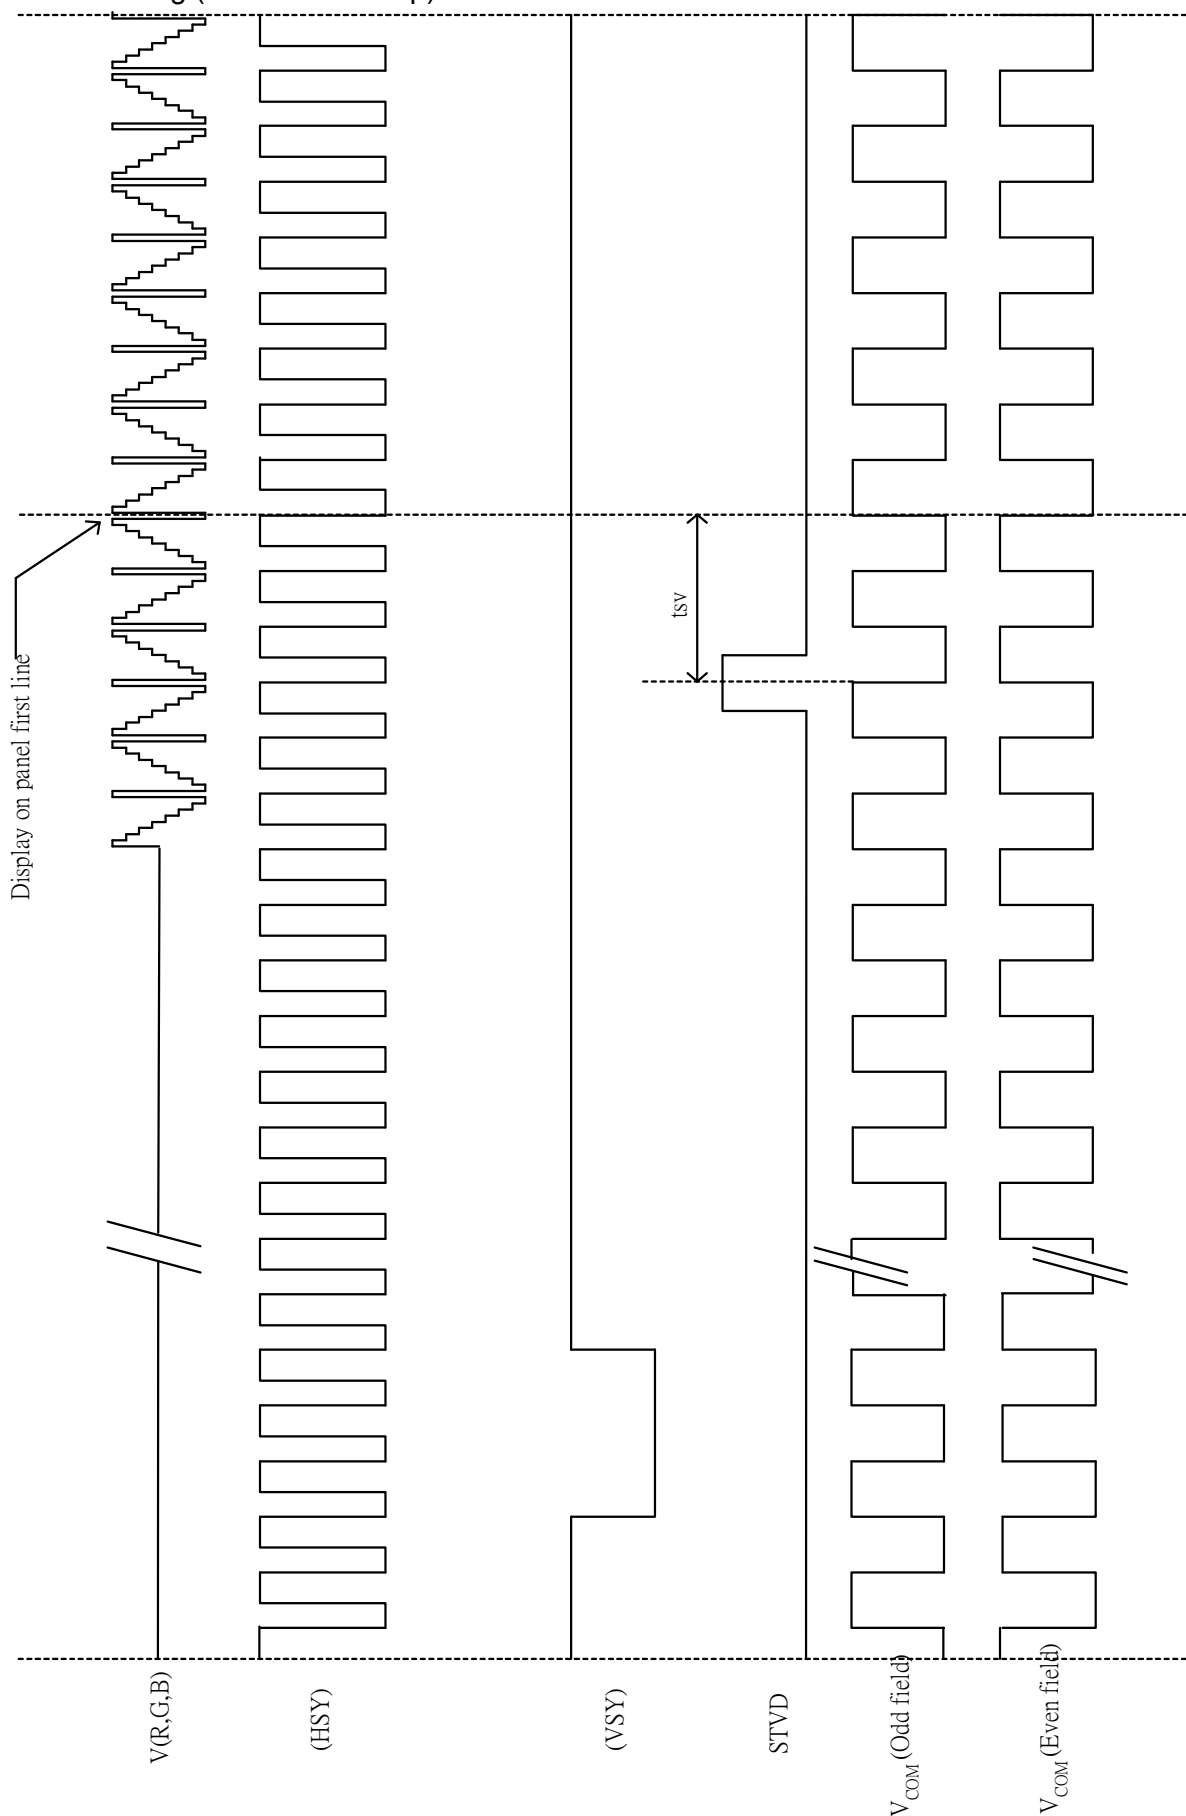 Display on panel first line
V(R,G,B)
(HSY)
(VSY)
tsv
STVD
VCOM (Odd field)
VCOM (Even field)